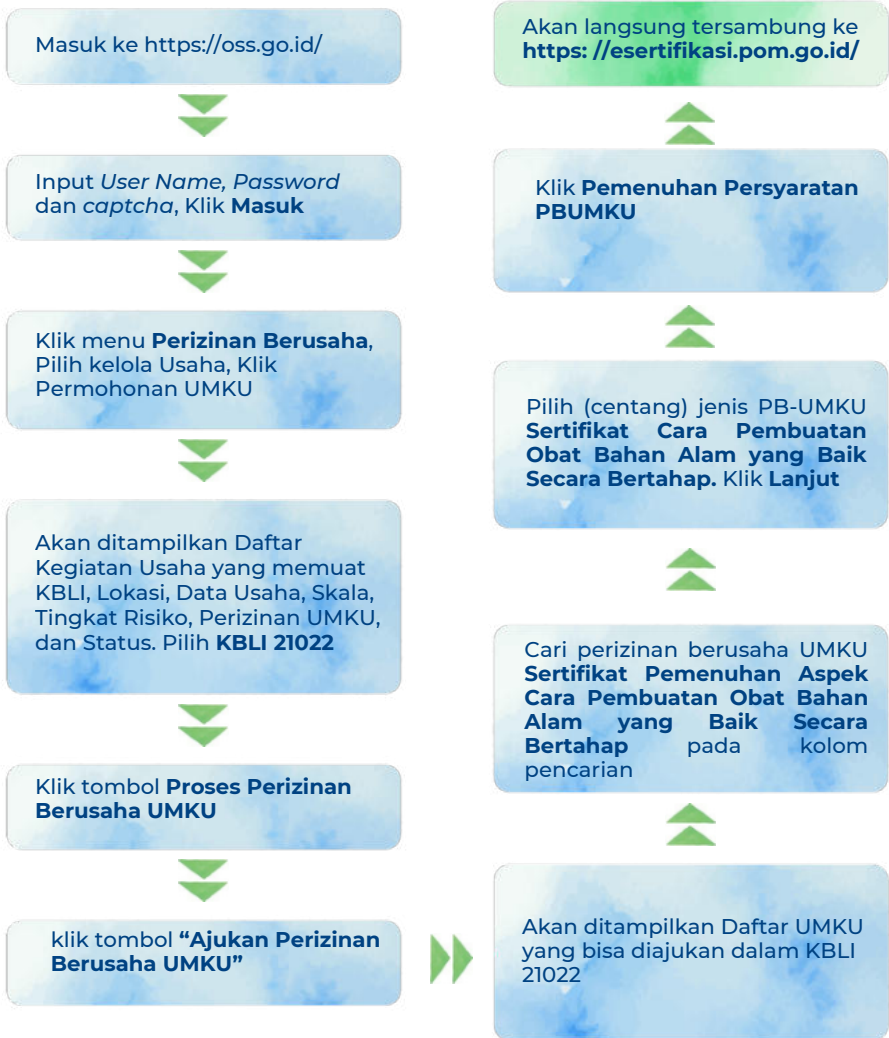 Masuk ke https://oss.go.id/
Input User Name, Password
dan captcha, Klik Masuk
Klik menu Perizinan Berusaha,
Pilih kelola Usaha, Klik
Permohonan UMKU
Akan ditampilkan Daftar
Kegiatan Usaha yang memuat
KBLI, Lokasi, Data Usaha, Skala,
Tingkat Risiko, Perizinan UMKU,
dan Status. Pilih KBLI 21022
Klik tombol Proses Perizinan
Berusaha UMKU
klik tombol “Ajukan Perizinan
Berusaha UMKU”
Akan ditampilkan Daftar UMKU
yang bisa diajukan dalam KBLI
21022
Cari perizinan berusaha UMKU
Sertifikat Pemenuhan Aspek
Cara Pembuatan Obat Bahan
Alam yang Baik Secara
Bertahap pada kolom
pencarian
Pilih (centang) jenis PB-UMKU
Sertifikat Cara Pembuatan
Obat Bahan Alam yang Baik
Secara Bertahap. Klik Lanjut
Klik Pemenuhan Persyaratan
PBUMKU
Akan langsung tersambung ke
https: //esertifikasi.pom.go.id/